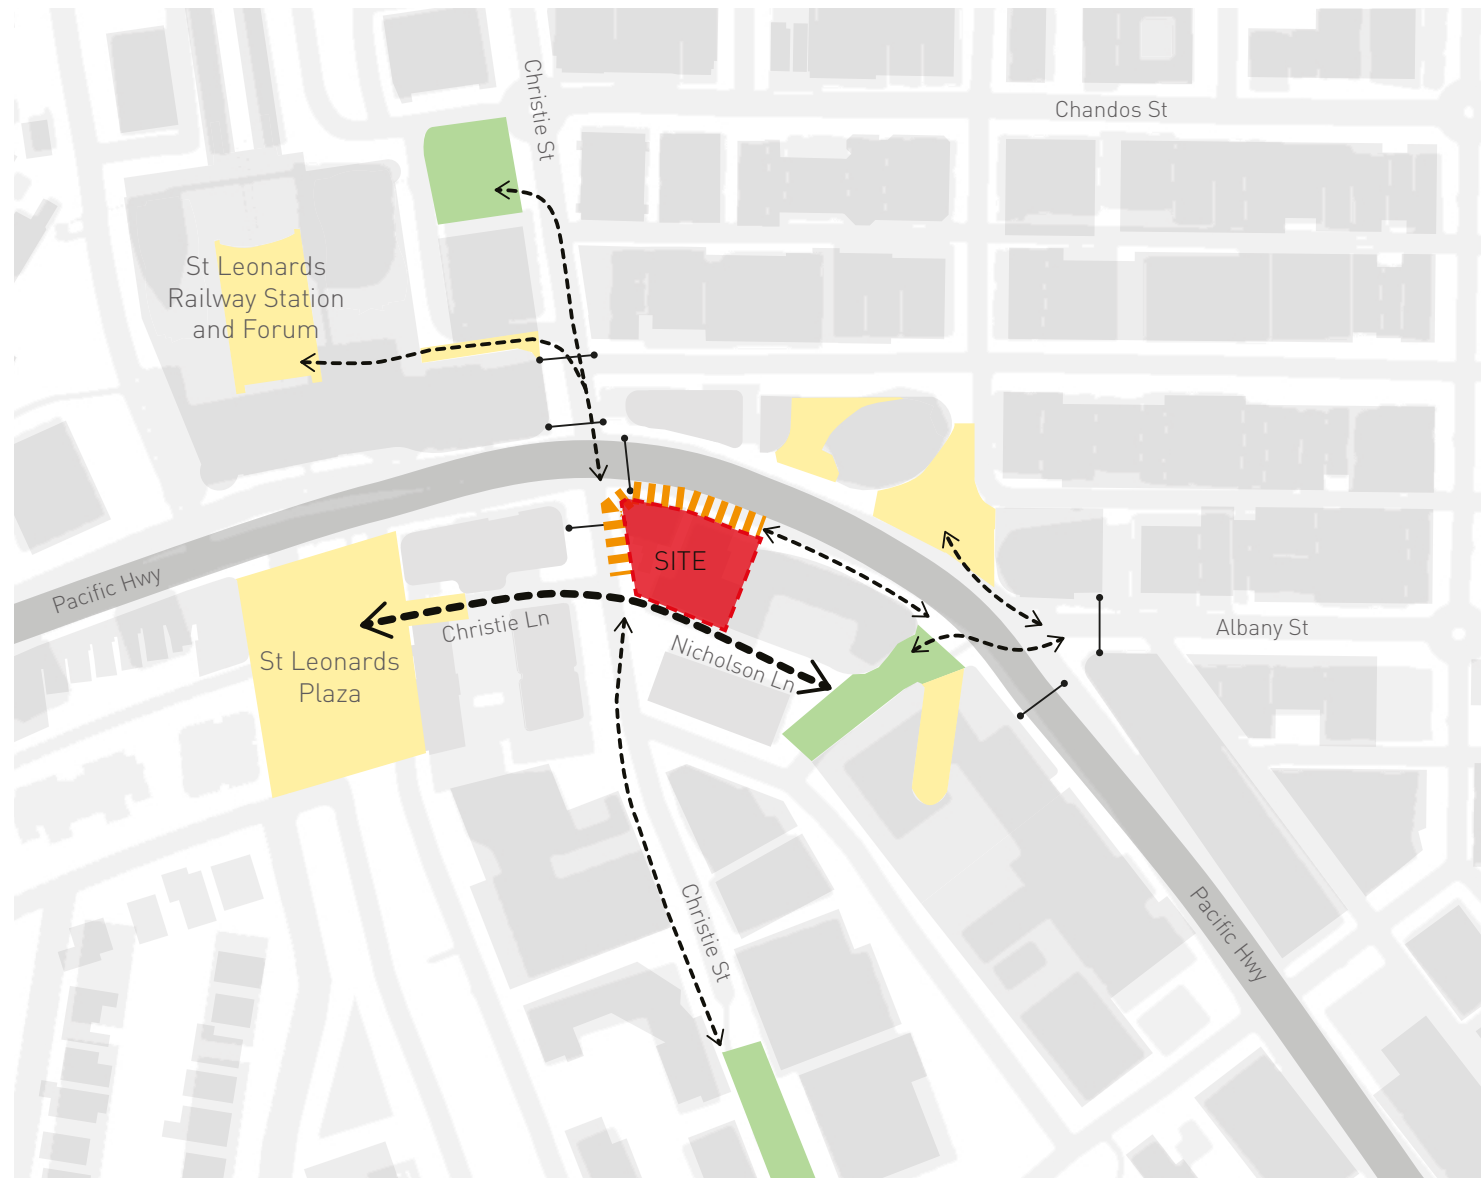 Christie St
Chandos St
St Leonards
Railway Station
and Forum
SITE
Pacific Hwy
Christie Ln
Nicholson Ln
Albany St
St Leonards
Plaza
Christie St
Pacific Hwy